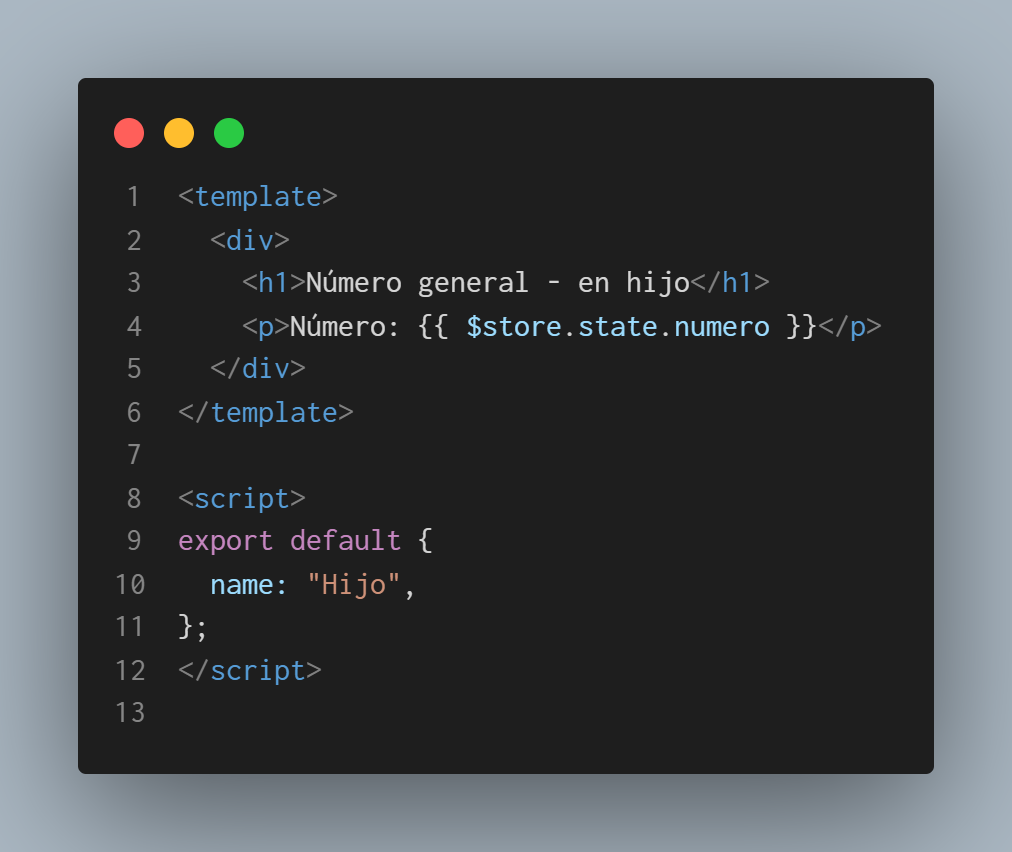 1 <template>
2   <div>
3     <h1>Número general - en hijo</h1>
4     <p>Número: {{ $store.state.numero }}</p>
5   </div>
6 </template>
7
8 <script>
9 export default {
10   name: "Hijo",
11 };
12 </script>
13